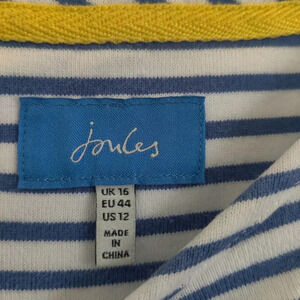 joules
UK 16
EU 44
US 12
MADE
IN
CHINA